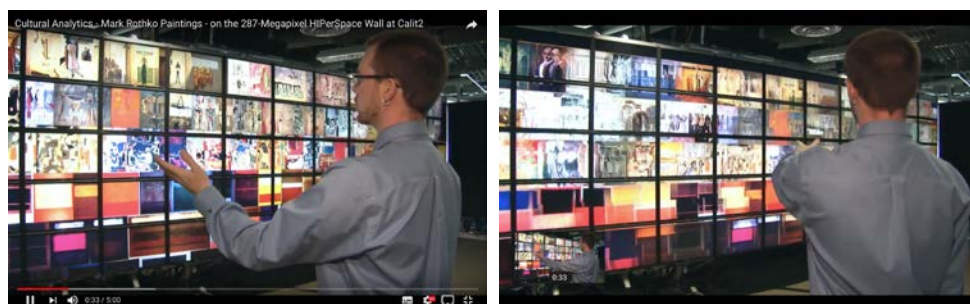 Cultural Analytics - Mark Rothko Paintings - on the 287-Megapixel HIPerSpace Wall at Calit2
0:33 / 5:00
0:33